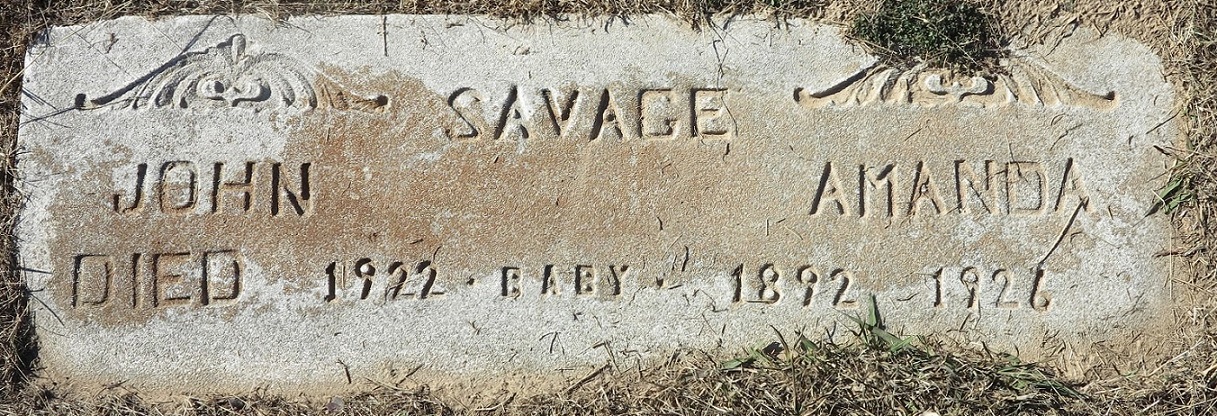 SAVAGE
JOHN AMANDA
DIED 1922 · BABY · 1892 1926